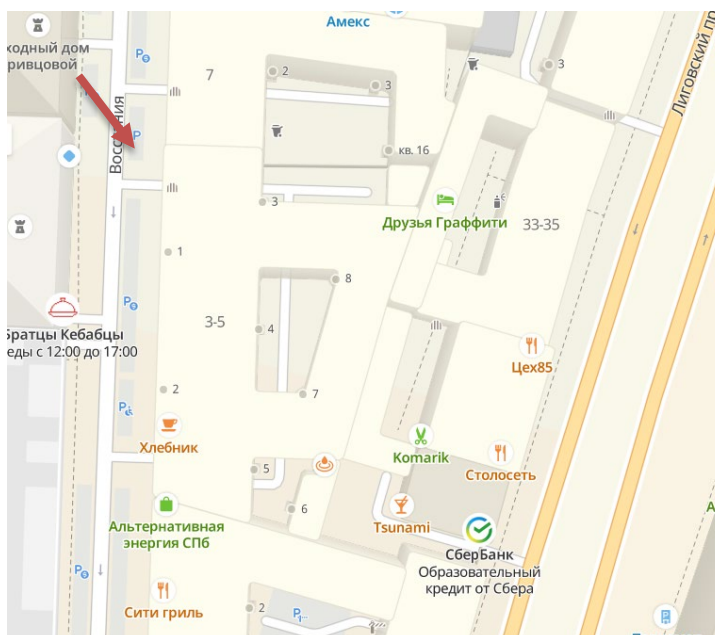 Амекс
ходный дом
ривцовой
Лиговский пр
Восстания
P
7
2
3
3
P
кв. 16
3
Друзья Граффити
33-35
1
8
P
3-5
4
Братцы Кебабцы
еды с 12:00 до 17:00
Цех85
2
7
P
Хлебник
Komarik
Столосеть
5
6
Tsunami
Альтернативная
энергия СПб
СберБанк
Образовательный
кредит от Сбера
А
P
Сити гриль
2
P